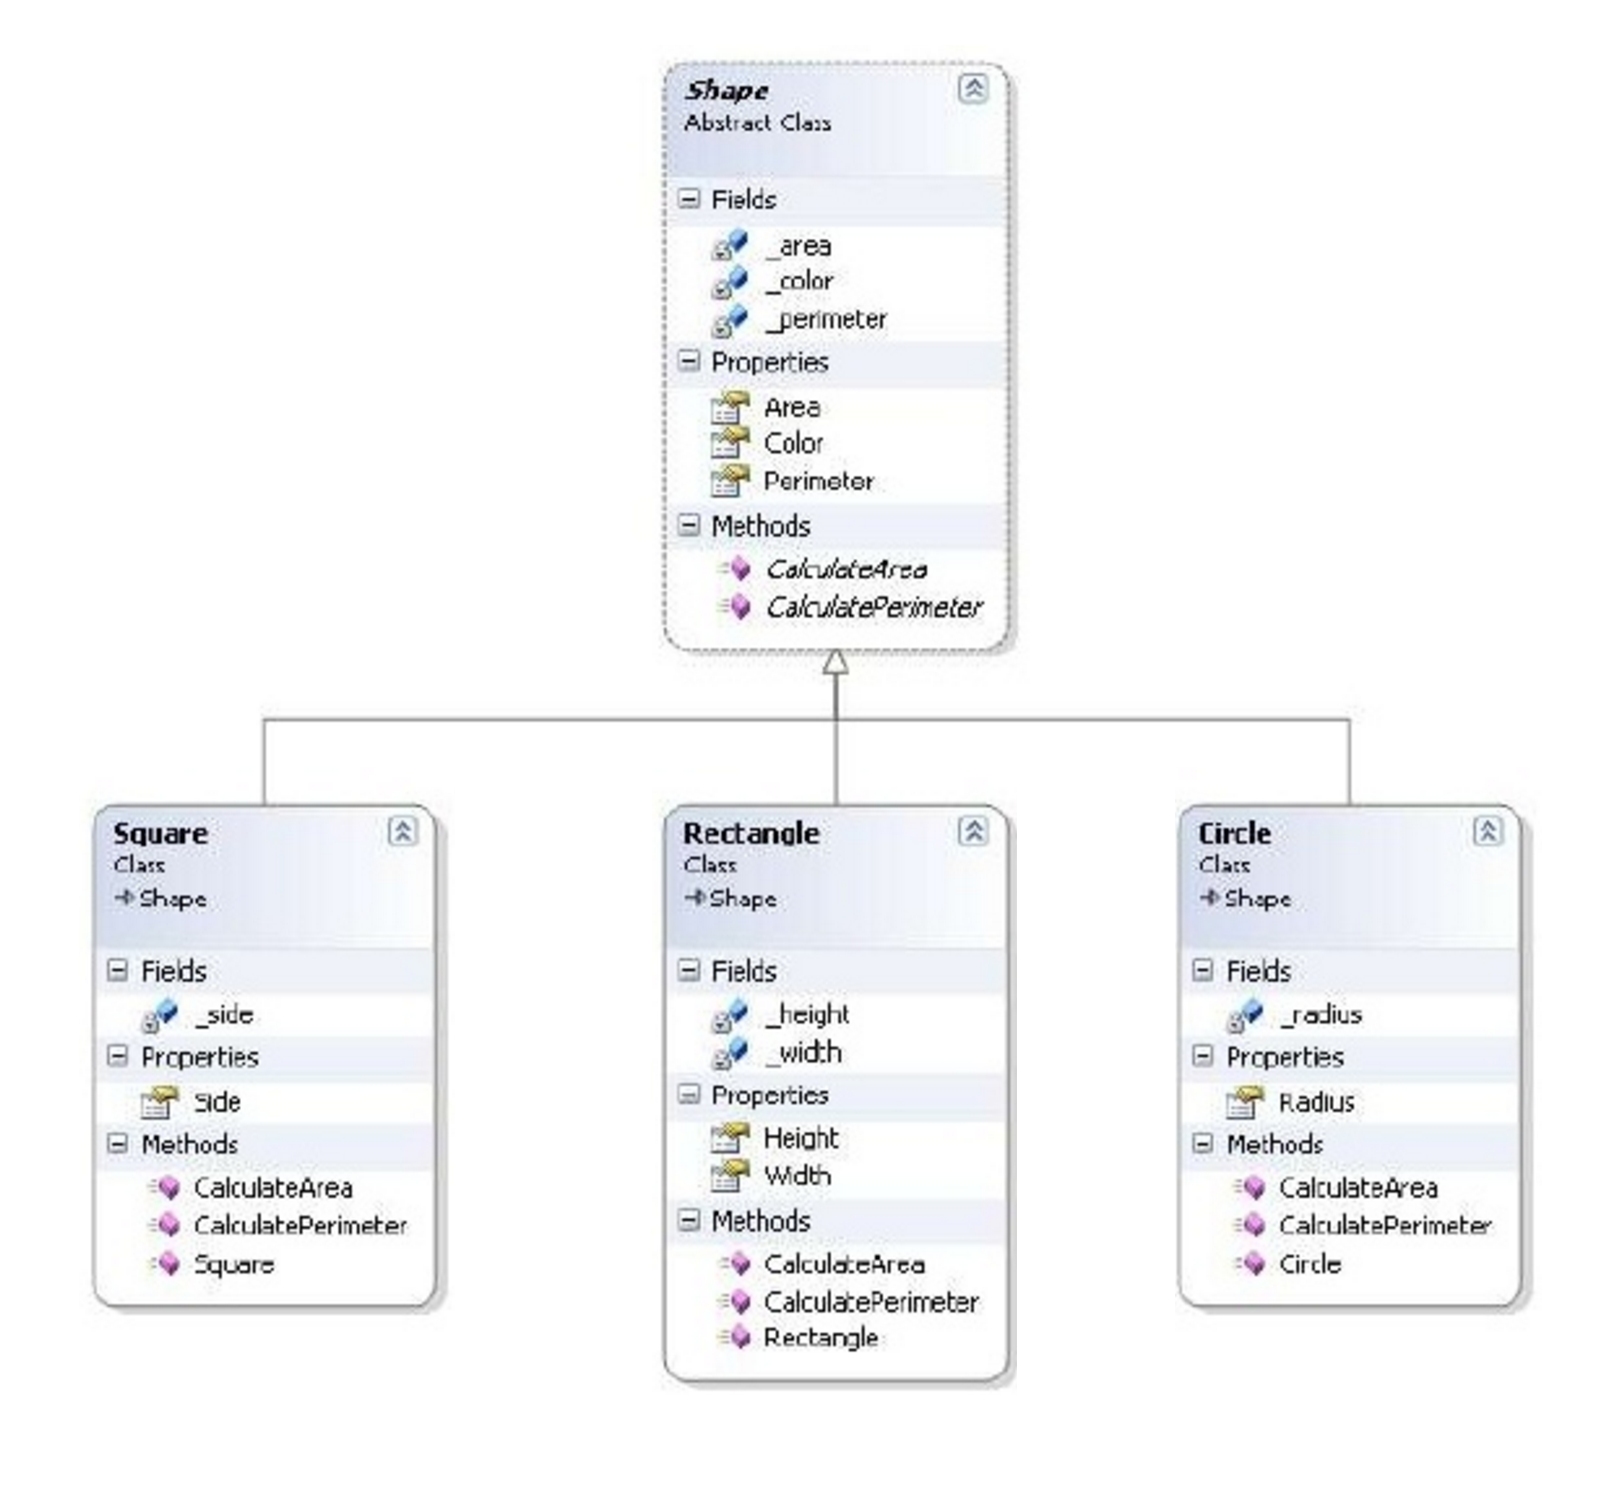 Shape
Abstract Class
Fields
_area
_color
_perimeter
Properties
Area
Color
Perimeter
Methods
CalculateArea
CalculatePerimeter
Square
Class
Shape
Fields
_side
Properties
Side
Methods
CalculateArea
CalculatePerimeter
Square
Rectangle
Class
Shape
Fields
_height
_width
Properties
Height
Width
Methods
CalculateArea
CalculatePerimeter
Rectangle
Circle
Class
Shape
Fields
_radius
Properties
Radius
Methods
CalculateArea
CalculatePerimeter
Circle